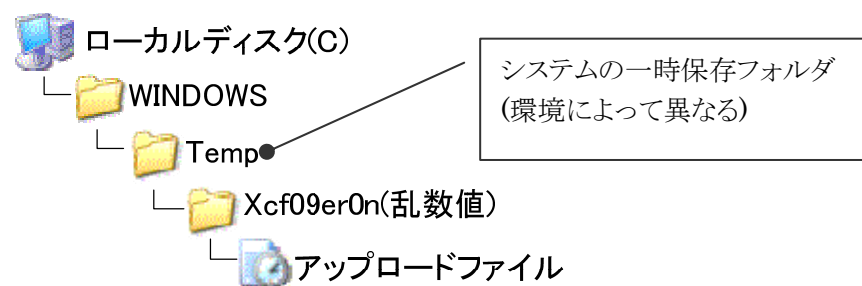 ローカルディスク(C)
システムの一時保存フォルダ
(環境によって異なる)
WINDOWS
Temp
Xcf09er0n(乱数値)
アップロードファイル